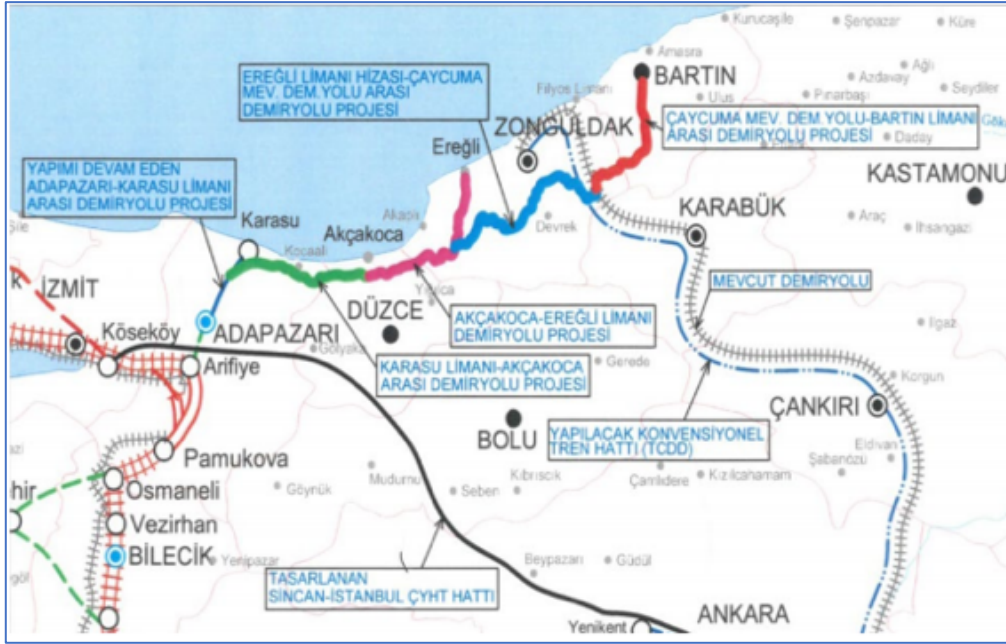 Kurucaşile
Şenpazar
Küre
Amasra
BARTIN
Ağlı
Azdavay
Seydiler
Pınarbaşı
Ulus
EREĞLİ LİMANI HİZASI-ÇAYCUMA
MEV. DEM.YOLU ARASI
DEMİRYOLU PROJESİ
Filyos Limanı
ZONGULDAK
ÇAYCUMA MEV. DEM.YOLU-BARTIN LİMANI
ARASI DEMİRYOLU PROJESİ
Daday
Ereğli
KASTAMONU
YAPIMI DEVAM EDEN
ADAPAZARI-KARASU LİMANI
ARASI DEMİRYOLU PROJESİ
Karasu
Kocaali
Akçakoca
Devrek
KARABÜK
Araç
İhsangazi
İZMİT
MEVCUT DEMİRYOLU
DÜZCE
AKÇAKOCA-EREĞLİ LİMANI
DEMİRYOLU PROJESİ
Köseköy
ADAPAZARI
Gölyaka
Arifiye
KARASU LİMANI-AKÇAKOCA
ARASI DEMİRYOLU PROJESİ
Gerede
Ilgaz
Korgun
ÇANKIRI
BOLU
YAPILACAK KONVENSİYONEL
TREN HATTI (TCDD)
Eldivan
Şabanözü
Pamukova
Osmaneli
Göynük
Mudurnu
Seben
Kıbrıscık
Çamlıdere
Kızılcahamam
Vezirhan
BİLECİK
Yenipazar
Beypazarı
Güdül
TASARLANAN
SİNCAN-İSTANBUL ÇYHT HATTI
Yenikent
ANKARA